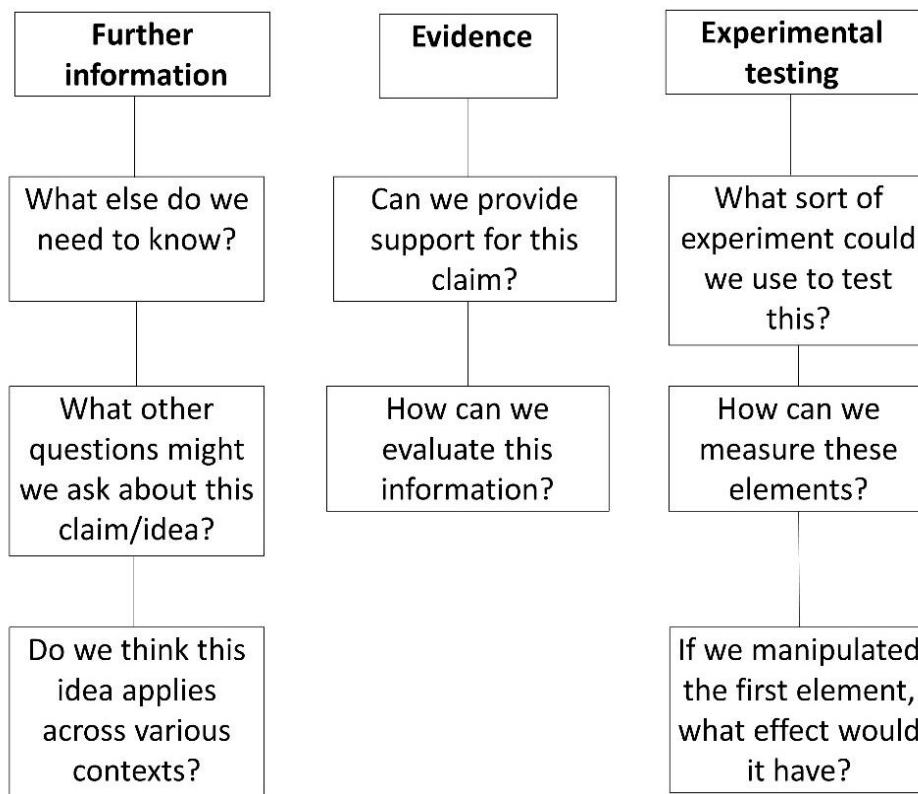 Further
information
What else do we
need to know?
What other
questions might
we ask about this
claim/idea?
Do we think this
idea applies
across various
contexts?
Evidence
Can we provide
support for this
claim?
How can we
evaluate this
information?
Experimental
testing
What sort of
experiment could
we use to test
this?
How can we
measure these
elements?
If we manipulated
the first element,
what effect would
it have?